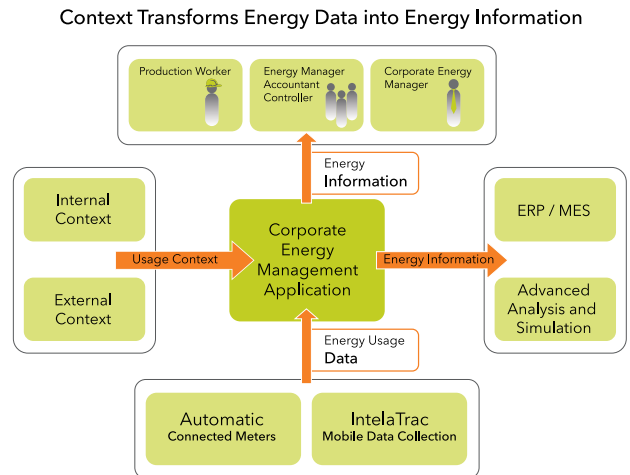 Context Transforms Energy Data into Energy Information
Production Worker
Energy Manager
Accountant
Controller
Corporate Energy
Manager
Energy
Information
Internal
Context
External
Context
Usage Context
Corporate
Energy
Management
Application
Energy Information
ERP / MES
Advanced
Analysis and
Simulation
Energy Usage
Data
Automatic
Connected Meters
IntelaTrac
Mobile Data Collection